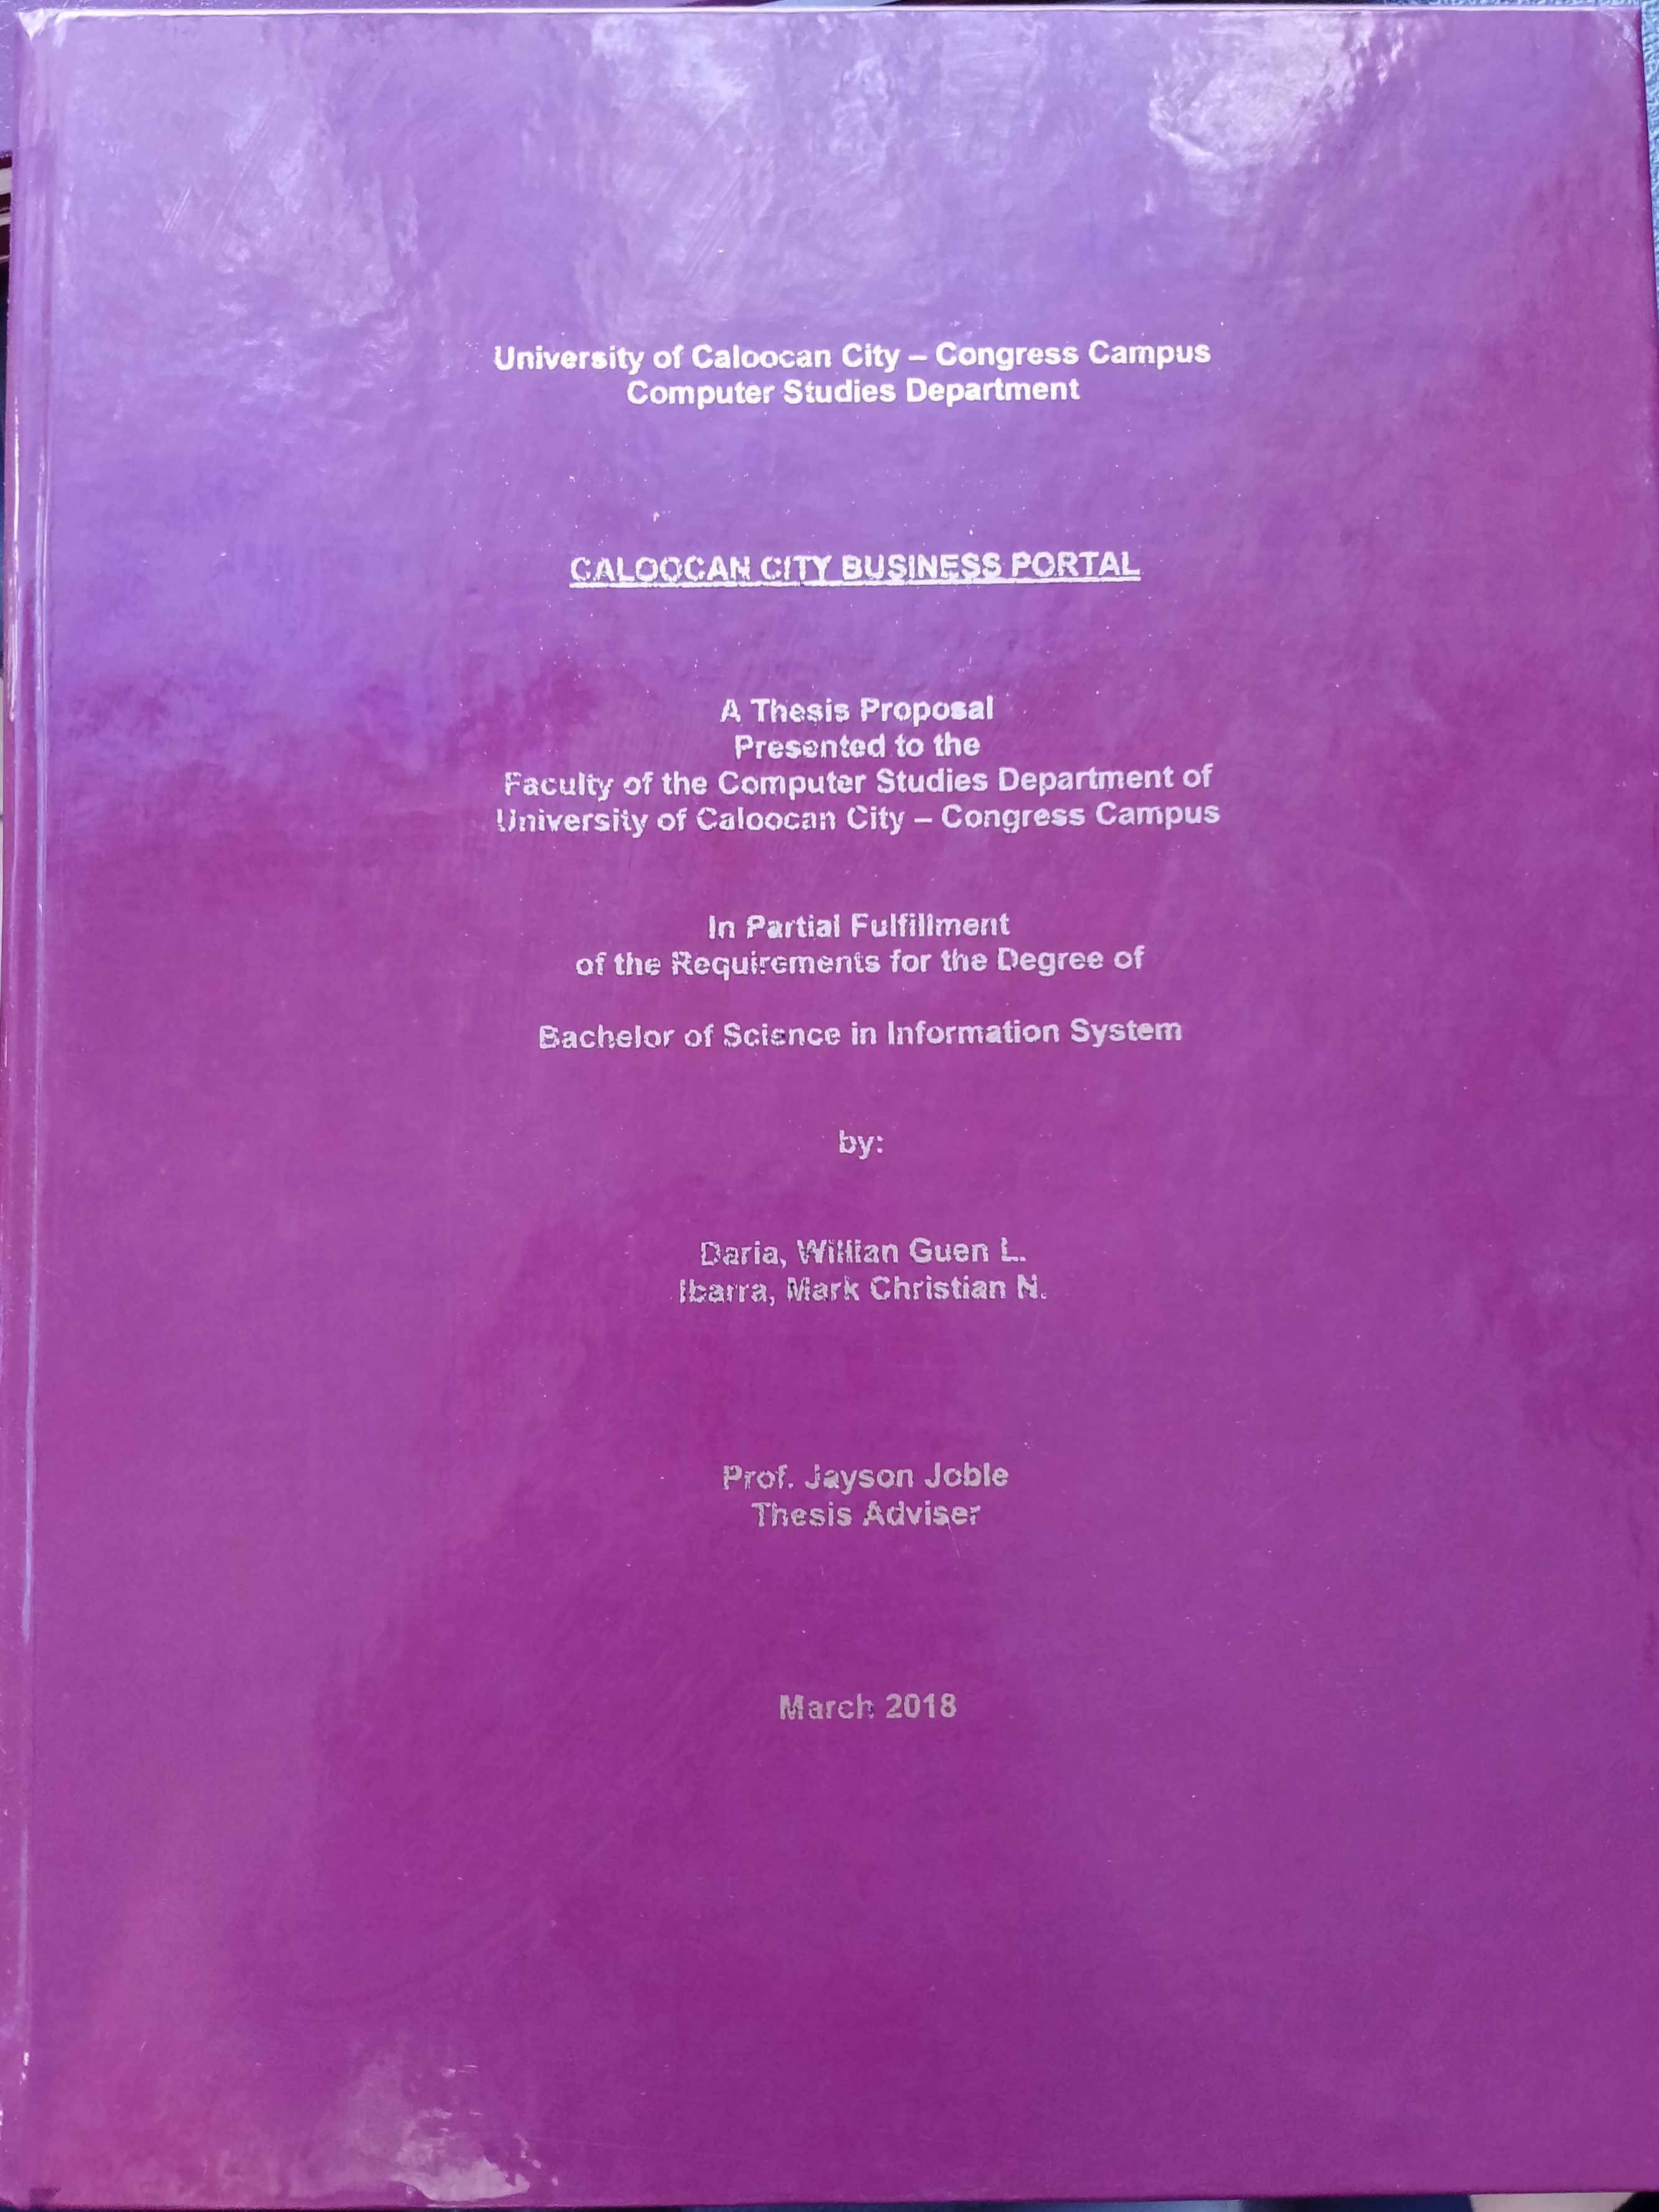 University of Caloocan City – Congress Campus
Computer Studies Department
CALOOCAN CITY BUSINESS PORTAL
A Thesis Proposal
Presented to the
Faculty of the Computer Studies Department of
University of Caloocan City – Congress Campus
In Partial Fulfillment
of the Requirements for the Degree of
Bachelor of Science in Information System
by:
Daria, Willian Guen L.
Ibarra, Mark Christian N.
Prof. Jayson Joble
Thesis Adviser
March 2018